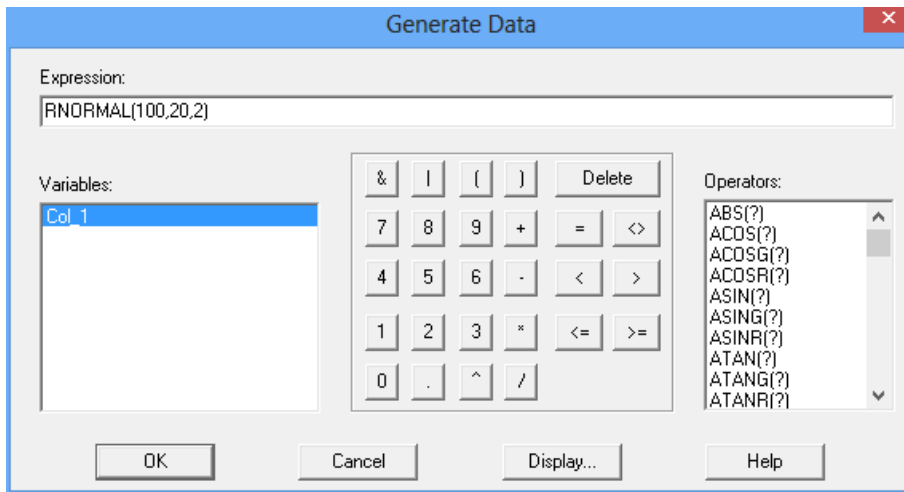 Generate Data
Expression:
RNORMAL(100,20,2)
Variables:
Col_1
& | ( ) Delete
7 8 9 + = <>
4 5 6 - < >
1 2 3 * <= >=
0 . ^ /
Operators:
ABS(?)
ACOS(?)
ACOSG(?)
ACOSR(?)
ASIN(?)
ASING(?)
ASINR(?)
ATAN(?)
ATANG(?)
ATANR(?)
OK Cancel Display... Help